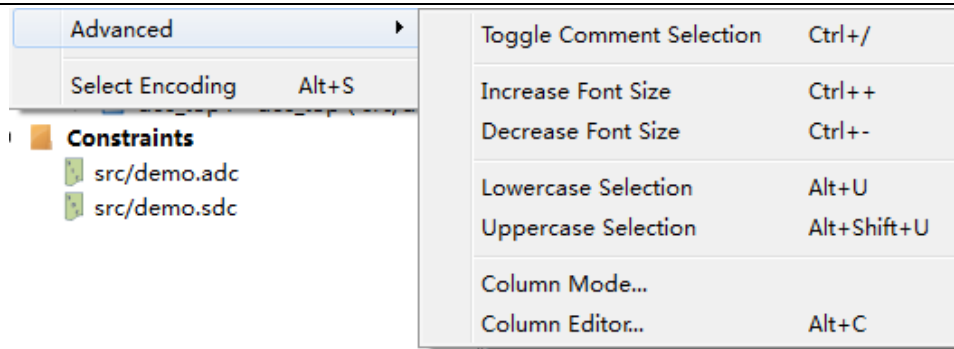 Advanced
Select Encoding Alt+S
Constraints
src/demo.adc
src/demo.sdc
Toggle Comment Selection Ctrl+/
Increase Font Size Ctrl++
Decrease Font Size Ctrl+-
Lowercase Selection Alt+U
Uppercase Selection Alt+Shift+U
Column Mode...
Column Editor... Alt+C